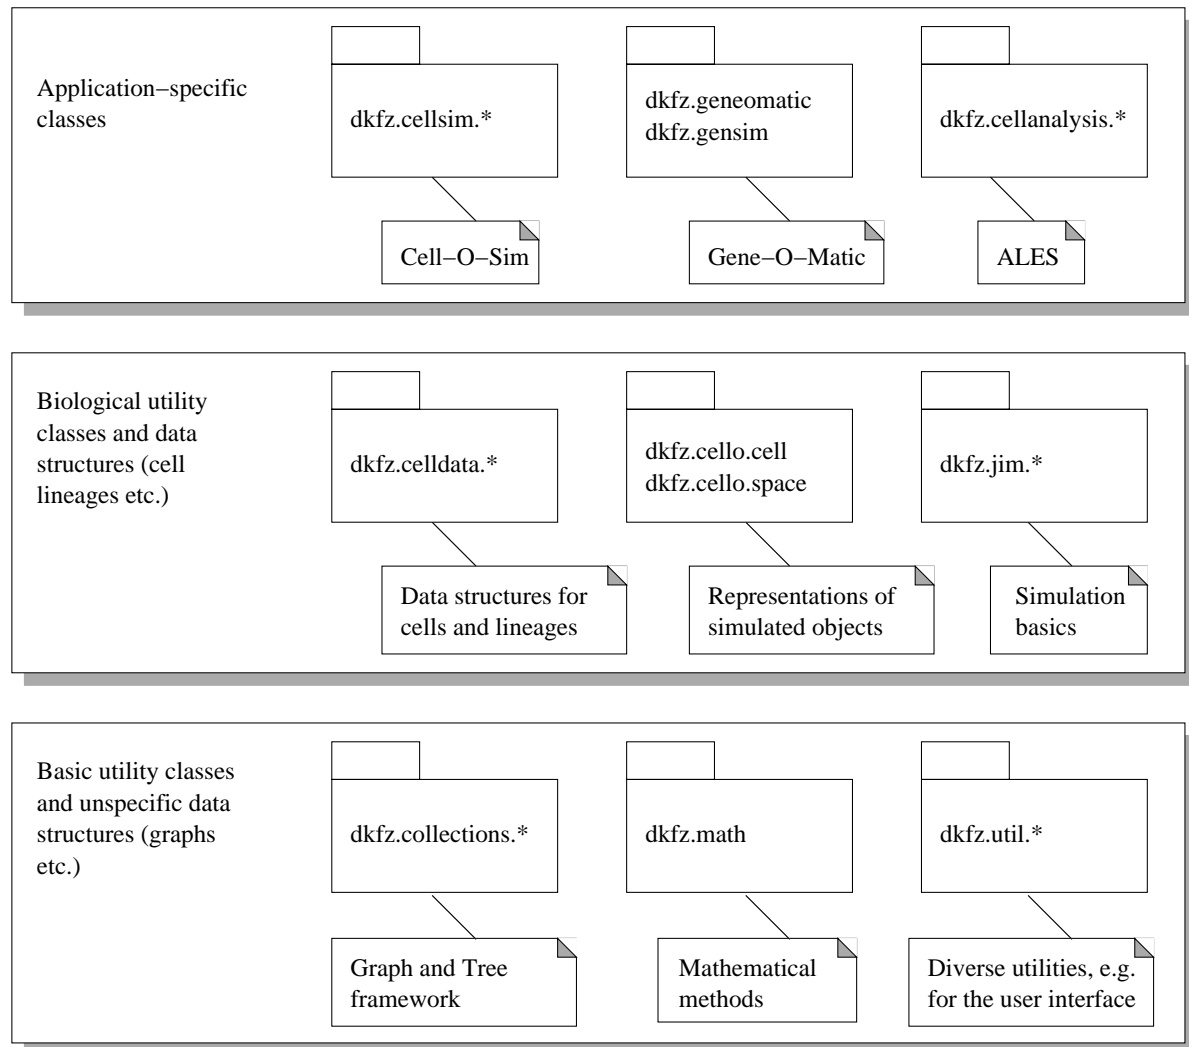 Application−specific
classes
dkfz.cellsim.*
dkfz.geneomatic
dkfz.gensim
dkfz.cellanalysis.*
Cell−O−Sim
Gene−O−Matic
ALES
Biological utility
classes and data
structures (cell
lineages etc.)
dkfz.celldata.*
dkfz.cello.cell
dkfz.cello.space
dkfz.jim.*
Data structures for
cells and lineages
Representations of
simulated objects
Simulation
basics
Basic utility classes
and unspecific data
structures (graphs
etc.)
dkfz.collections.*
dkfz.math
dkfz.util.*
Graph and Tree
framework
Mathematical
methods
Diverse utilities, e.g.
for the user interface